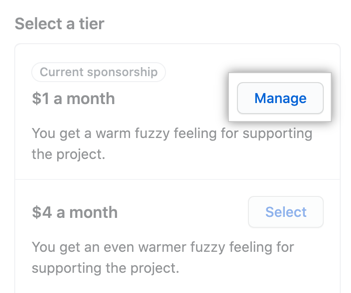 Select a tier
Current sponsorship
$1 a month
Manage
You get a warm fuzzy feeling for supporting
the project.
$4 a month
Select
You get an even warmer fuzzy feeling for
supporting the project.